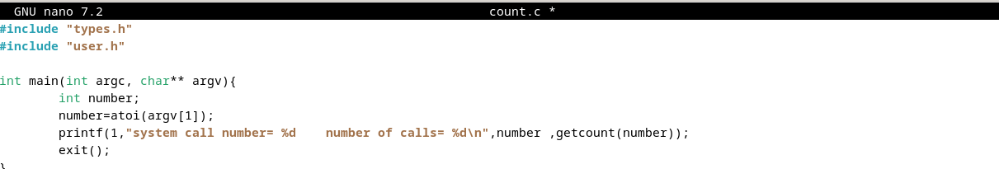 GNU nano 7.2 count.c *
#include "types.h"
#include "user.h"
int main(int argc, char** argv){
int number;
number=atoi(argv[1]);
printf(1,"system call number= %d    number of calls= %d\n",number ,getcount(number));
exit();
}